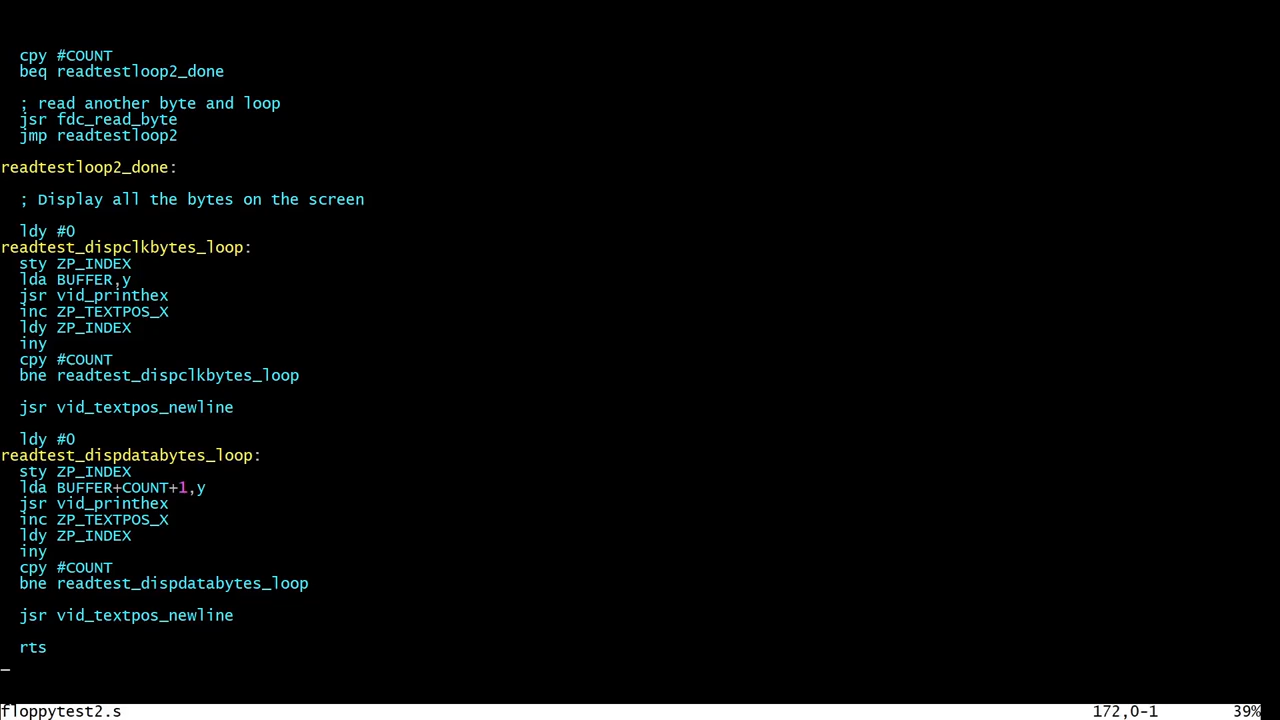 cpy #COUNT
beq readtestloop2_done
; read another byte and loop
jsr fdc_read_byte
jmp readtestloop2
readtestloop2_done:
; Display all the bytes on the screen
ldy #0
readtest_dispclkbytes_loop:
sty ZP_INDEX
lda BUFFER,y
jsr vid_printhex
inc ZP_TEXTPOS_X
ldy ZP_INDEX
iny
cpy #COUNT
bne readtest_dispclkbytes_loop
jsr vid_textpos_newline
ldy #0
readtest_dispdatabytes_loop:
sty ZP_INDEX
lda BUFFER+COUNT+1,y
jsr vid_printhex
inc ZP_TEXTPOS_X
ldy ZP_INDEX
iny
cpy #COUNT
bne readtest_dispdatabytes_loop
jsr vid_textpos_newline
rts
floppytest2.s 172,0-1 39%